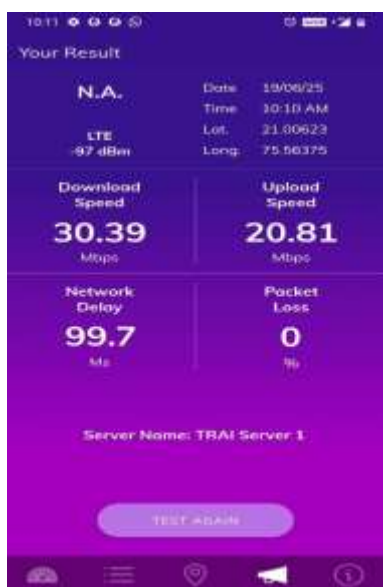 10:11
Your Result
N.A.
LTE
-97 dBm
Date 19/06/25
Time 10:10 AM
Lat. 21.00623
Long: 75.56375
Download Speed
30.39
Mbps
Upload Speed
20.81
Mbps
Network Delay
99.7
Ms
Packet Loss
0
%
Server Name: TRAI Server 1
TEST AGAIN